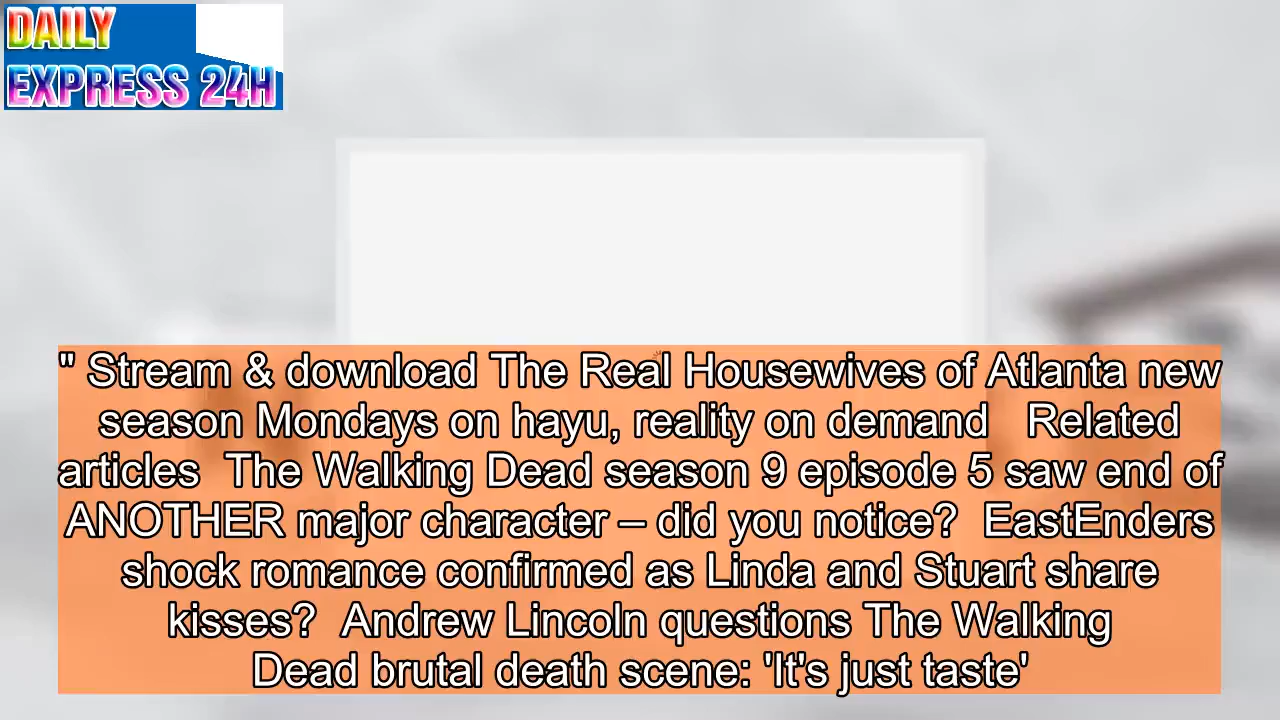 DAILY
EXPRESS 24H
" Stream & download The Real Housewives of Atlanta new
season Mondays on hayu, reality on demand   Related
articles  The Walking Dead season 9 episode 5 saw end of
ANOTHER major character – did you notice?  EastEnders
shock romance confirmed as Linda and Stuart share
kisses?  Andrew Lincoln questions The Walking
Dead brutal death scene: 'It's just taste'